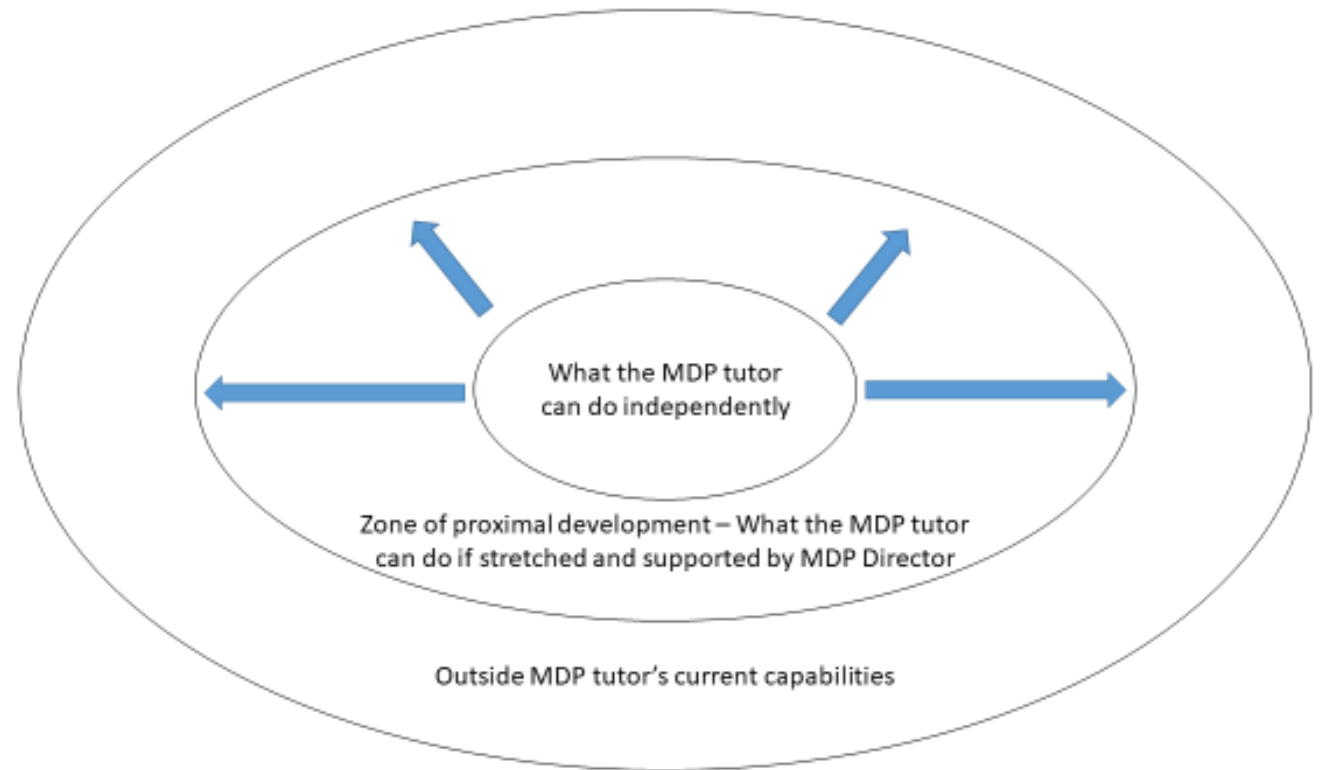 What the MDP tutor
can do independently
Zone of proximal development – What the MDP tutor
can do if stretched and supported by MDP Director
Outside MDP tutor’s current capabilities